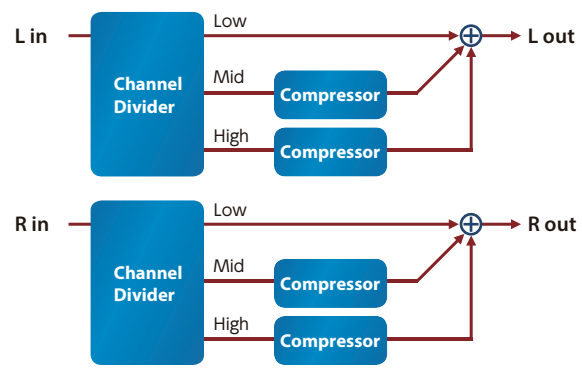 Low
L in
L out
Channel
Divider
Mid
Compressor
High
Compressor
Low
R in
R out
Channel
Divider
Mid
Compressor
High
Compressor